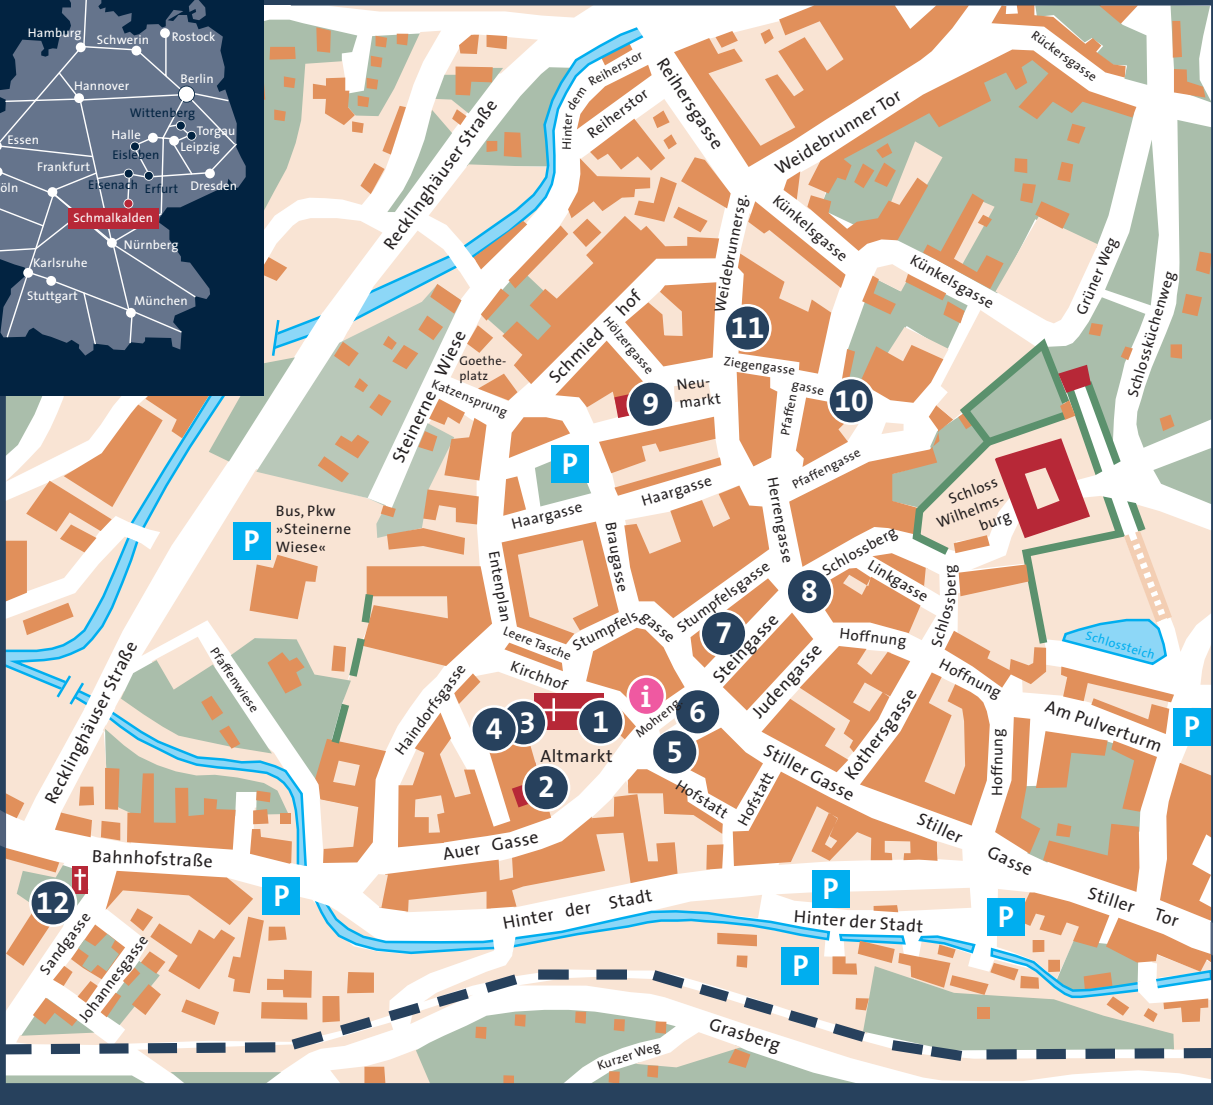 Hamburg
Schwerin
Rostock
Hannover
Berlin
Wittenberg
Essen
Halle
Torgau
Leipzig
Eisleben
Frankfurt
Eisenach
Erfurt
Dresden
öln
Schmalkalden
Nürnberg
Karlsruhe
Stuttgart
München
Hinter dem Reiherstor
Reiherstor
Reihersgasse
Rückersgasse
Weidebrunner Tor
Recklinghäuser Straße
Künkelsgasse
Künkelsgasse
Weidebrunnersg.
Grüner Weg
Schlossküchenweg
Schmiedhof
Hölzergasse
11
Ziegengasse
Goethe-
platz
Katzensprung
Steinerne Wiese
9
Neu-
markt
Pfaffen
gasse
10
P
Haargasse
Haargasse
Pfaffengasse
Herrengasse
Schloss
Wilhelms-
burg
P
Bus, Pkw
»Steinerne
Wiese«
Braugasse
Entenplan
Schlossberg
Linkgasse
Schlossberg
Stumpfelsgasse
8
7
Steingasse
Stumpfelsgasse
Leere Tasche
Kirchhof
Hoffnung
Hoffnung
Schlossteich
Judengasse
Kothersgasse
Hoffnung
Am Pulverturm
P
Pfaffenwiese
Haindorfsgasse
i
Mohreng.
6
5
4
3
1
Altmarkt
2
Recklinghäuser Straße
Stiller Gasse
Hofstatt
Hofstatt
Auer Gasse
Stiller
Gasse
Stiller
Tor
Bahnhofstraße
12
P
Hinter der Stadt
P
Hinter der Stadt
P
P
Sandgasse
Johannesgasse
Grasberg
Kurzer Weg